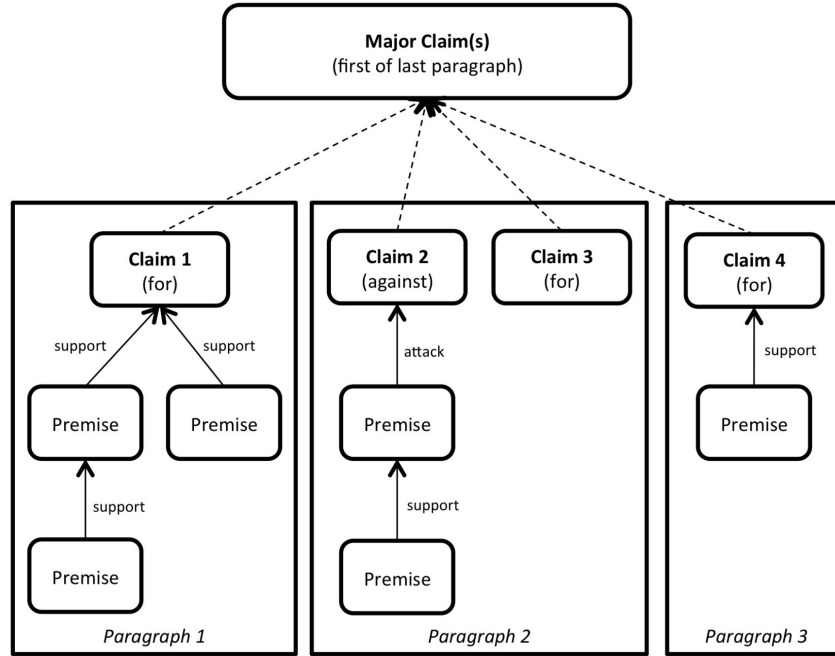 Major Claim(s)
(first of last paragraph)
Claim 1
(for)
Claim 2
(against)
Claim 3
(for)
Claim 4
(for)
support
support
attack
support
Premise
Premise
Premise
Premise
support
support
Premise
Premise
Paragraph 1
Paragraph 2
Paragraph 3